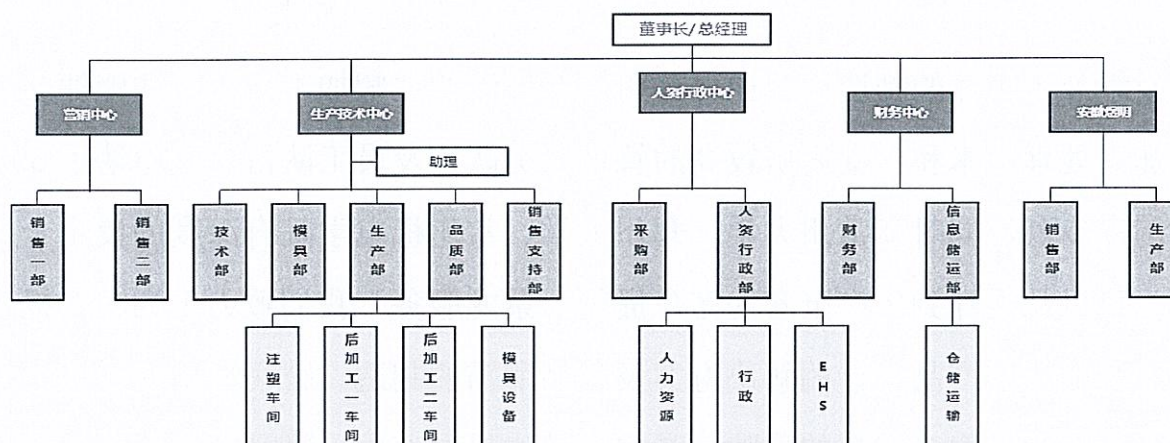 董事长/总经理
营销中心
生产技术中心
人资行政中心
财务中心
助理
销售一部
销售二部
技术部
模具部
生产部
品质部
销售支持部
采购部
人资行政部
财务部
信息储运部
销售部
生产部
注塑车间
后加工一车间
后加工二车间
模具设备
人力资源
行政
EHS
仓储运输